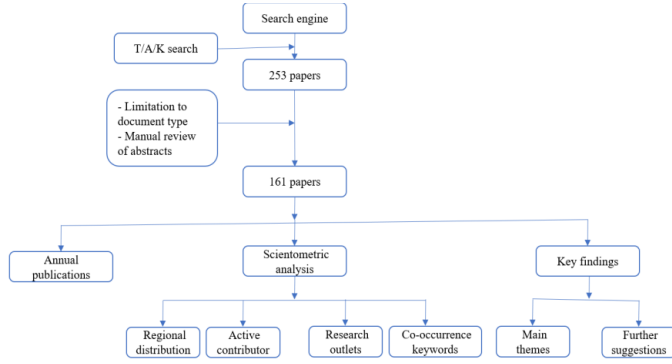 Search engine
T/A/K search
253 papers
- Limitation to
document type
- Manual review
of abstracts
161 papers
Annual
publications
Scientometric
analysis
Key findings
Regional
distribution
Active
contributor
Research
outlets
Co-occurrence
keywords
Main
themes
Further
suggestions